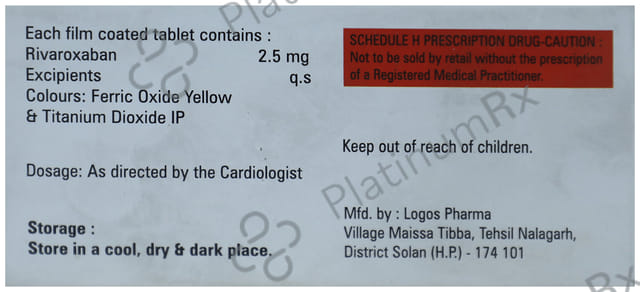 Each film coated tablet contains :
Rivaroxaban 2.5 mg
Excipients q.s
Colours: Ferric Oxide Yellow
& Titanium Dioxide IP
Dosage: As directed by the Cardiologist
Storage :
Store in a cool, dry & dark place.
SCHEDULE H PRESCRIPTION DRUG-CAUTION :
Not to be sold by retail without the prescription
of a Registered Medical Practitioner.
Keep out of reach of children.
Mfd. by : Logos Pharma
Village Maissa Tibba, Tehsil Nalagarh,
District Solan (H.P.) - 174 101
PlatinumRx
PlatinumRx
Rx